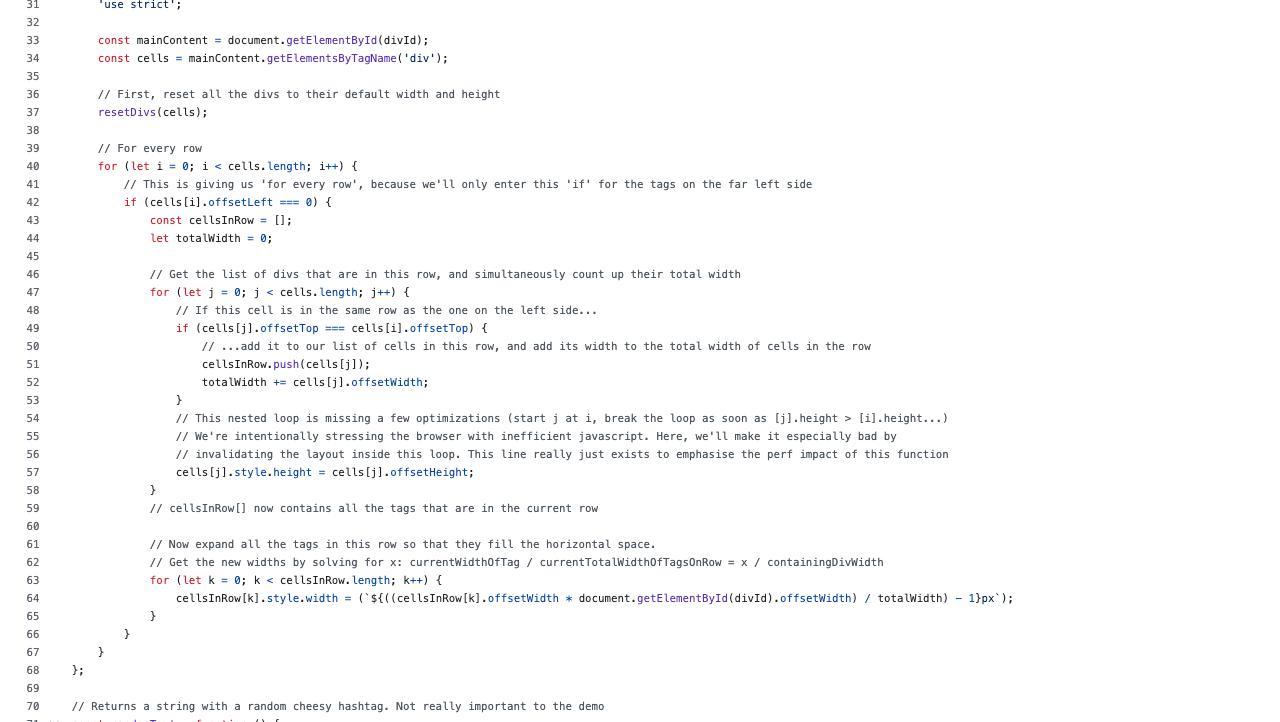 31 'use strict';
32
33 const mainContent = document.getElementById(divId);
34 const cells = mainContent.getElementsByTagName('div');
35
36 // First, reset all the divs to their default width and height
37 resetDivs(cells);
38
39 // For every row
40 for (let i = 0; i < cells.length; i++) {
41 // This is giving us 'for every row', because we'll only enter this 'if' for the tags on the far left side
42 if (cells[i].offsetLeft === 0) {
43 const cellsInRow = [];
44 let totalWidth = 0;
45
46 // Get the list of divs that are in this row, and simultaneously count up their total width
47 for (let j = 0; j < cells.length; j++) {
48 // If this cell is in the same row as the one on the left side...
49 if (cells[j].offsetTop === cells[i].offsetTop) {
50 // ...add it to our list of cells in this row, and add its width to the total width of cells in the row
51 cellsInRow.push(cells[j]);
52 totalWidth += cells[j].offsetWidth;
53 }
54 // This nested loop is missing a few optimizations (start j at i, break the loop as soon as [j].height > [i].height...)
55 // We're intentionally stressing the browser with inefficient javascript. Here, we'll make it especially bad by
56 // invalidating the layout inside this loop. This line really just exists to emphasise the perf impact of this function
57 cells[j].style.height = cells[j].offsetHeight;
58 }
59 // cellsInRow[] now contains all the tags that are in the current row
60
61 // Now expand all the tags in this row so that they fill the horizontal space.
62 // Get the new widths by solving for x: currentWidthOfTag / currentTotalWidthOfTagsOnRow = x / containingDivWidth
63 for (let k = 0; k < cellsInRow.length; k++) {
64 cellsInRow[k].style.width = (`${((cellsInRow[k].offsetWidth * document.getElementById(divId).offsetWidth) / totalWidth) - 1}px`);
65 }
66 }
67 }
68 };
69
70 // Returns a string with a random cheesy hashtag. Not really important to the demo